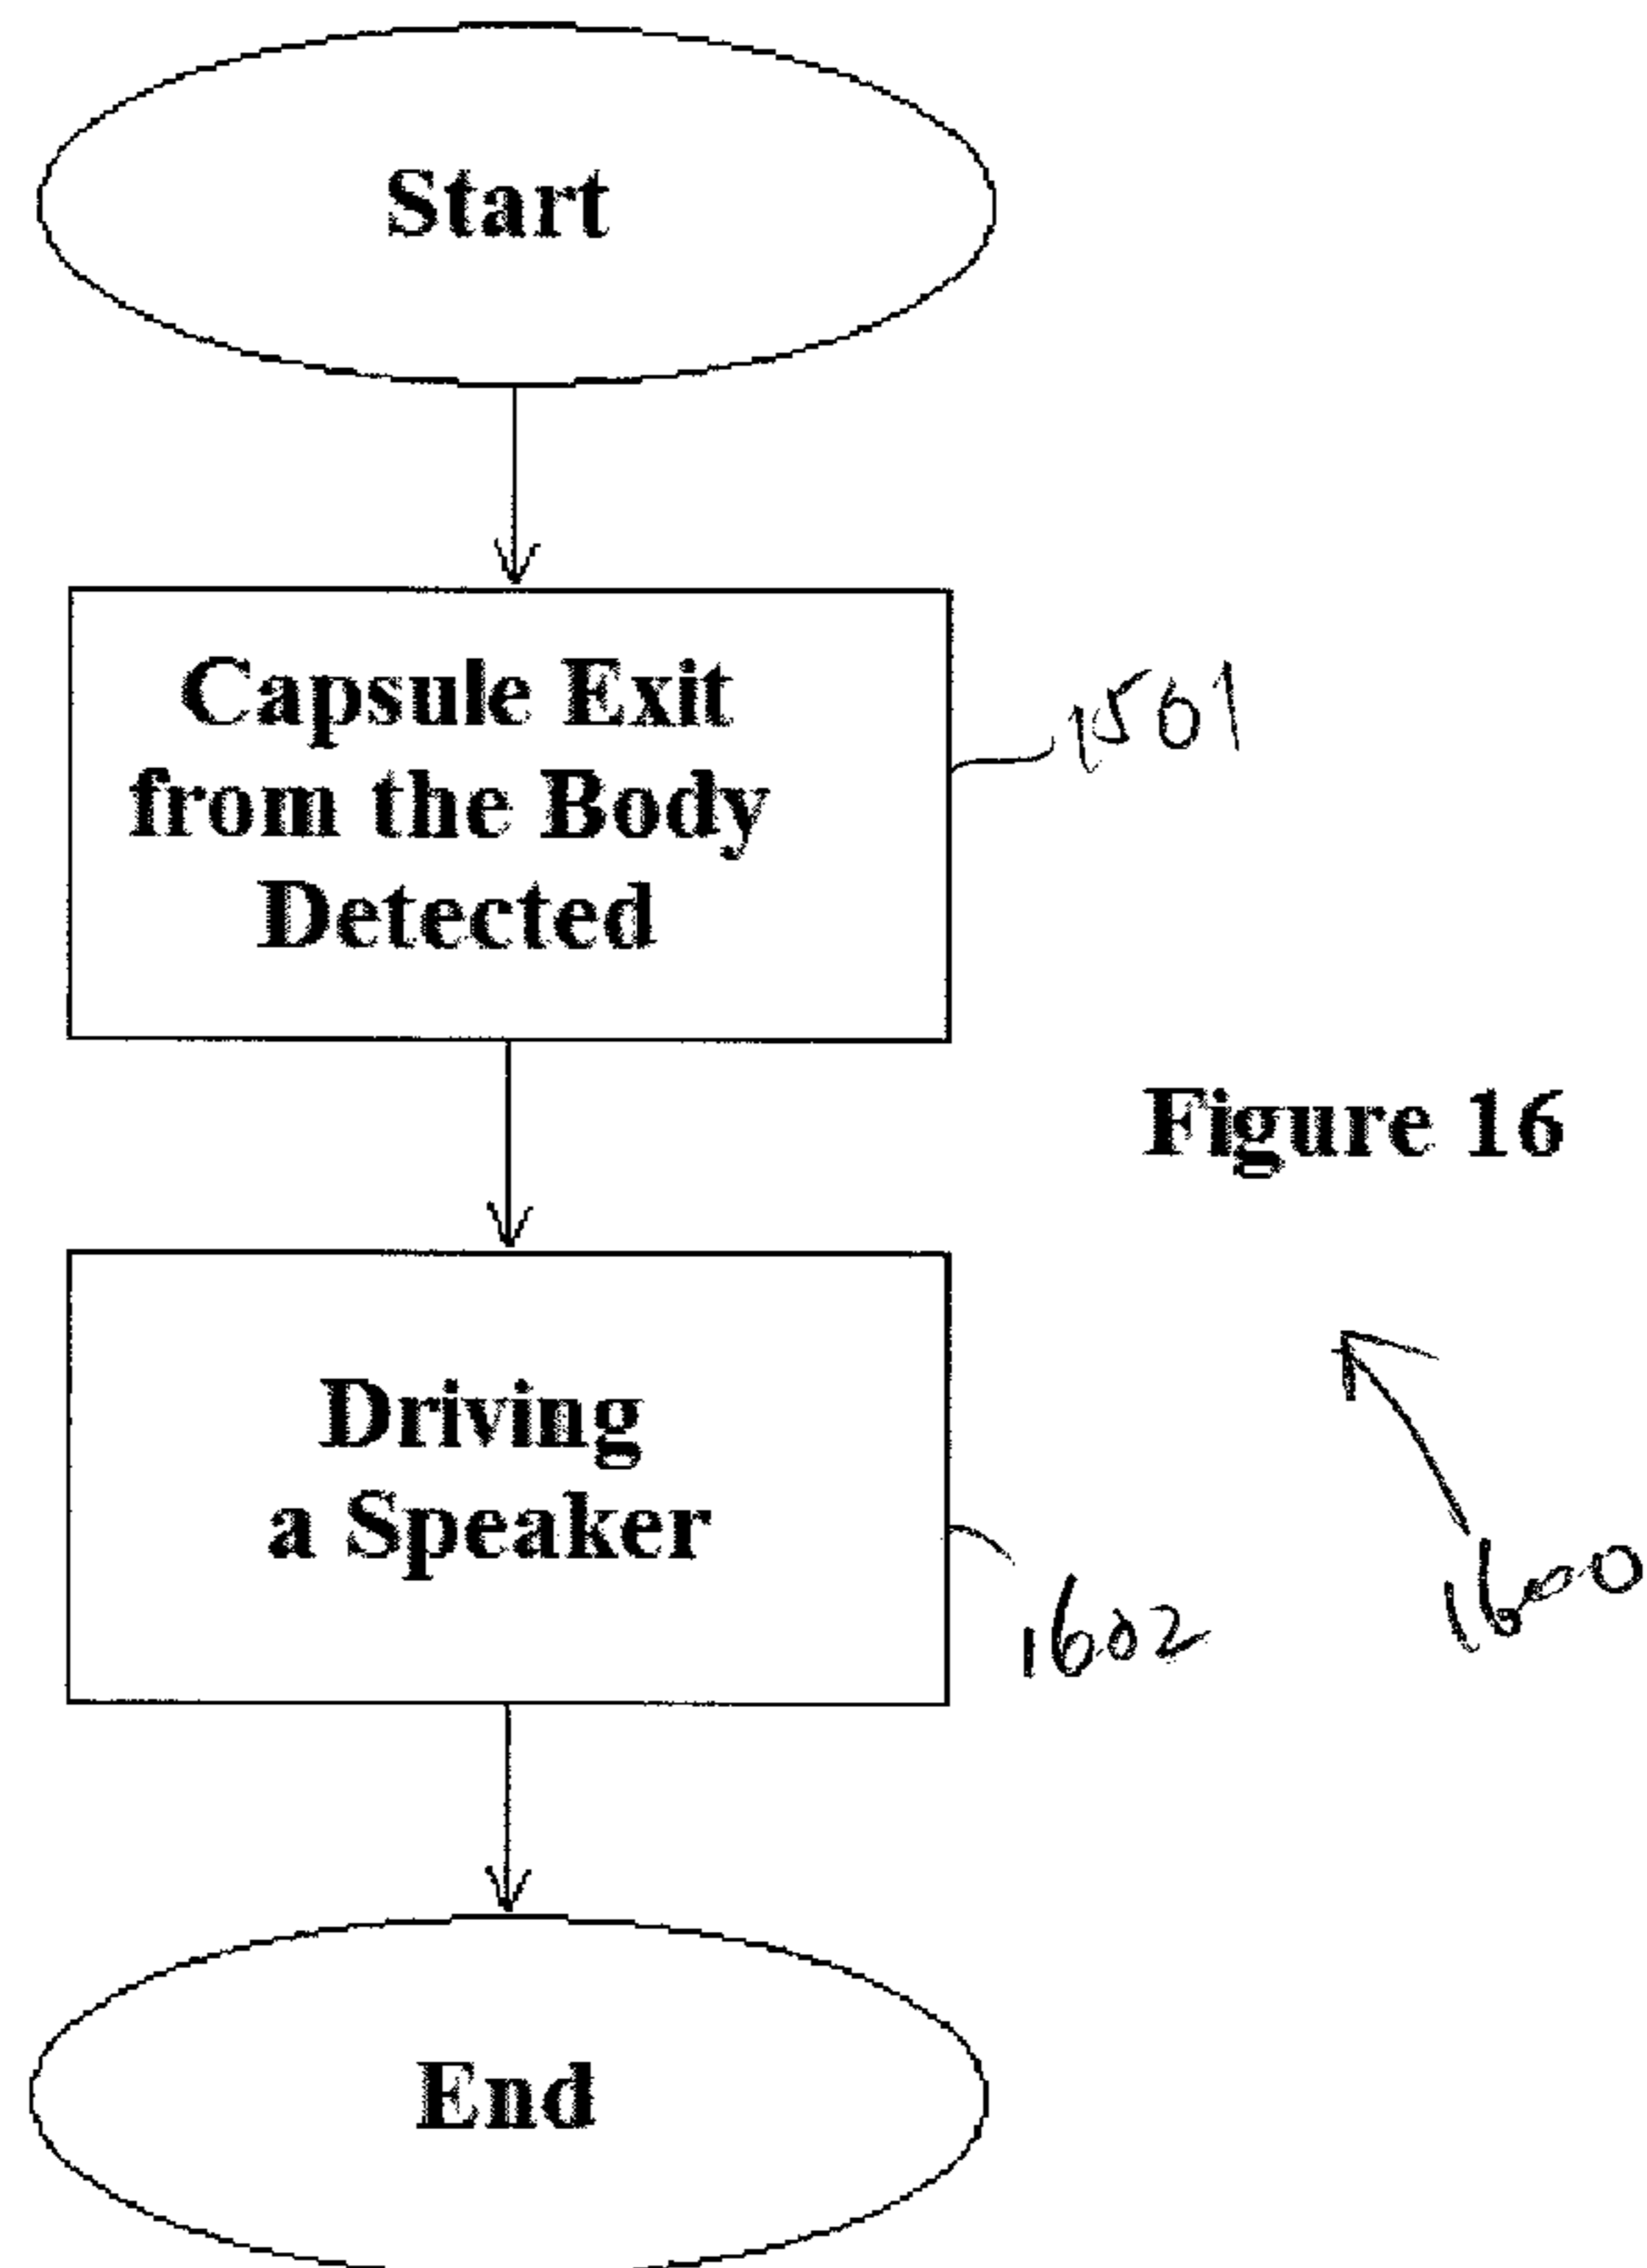 Start
Capsule Exit
from the Body
Detected
1501
Figure 16
Driving
a Speaker
1602
1600
End